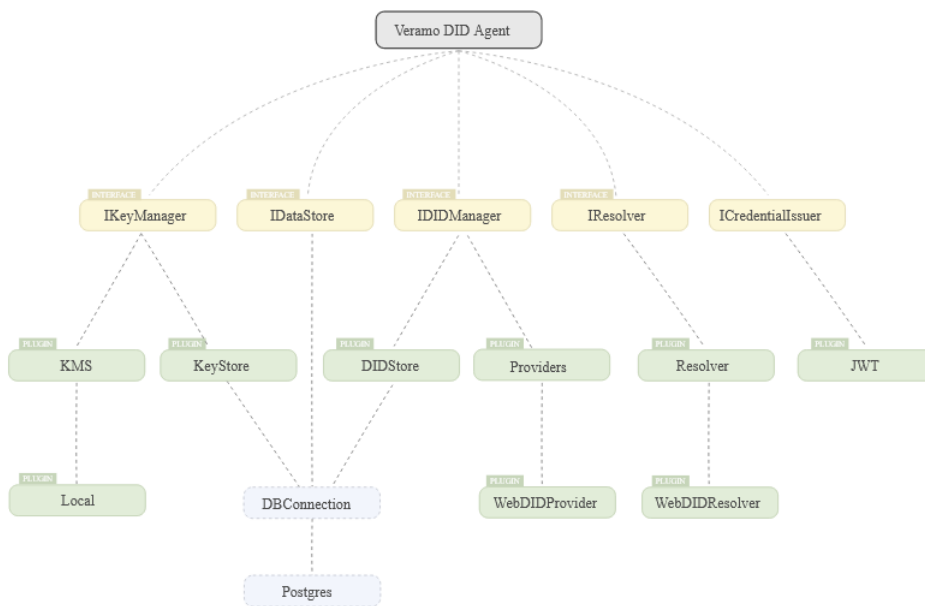 Veramo DID Agent
INTERFACE
INTERFACE
INTERFACE
INTERFACE
IKeyManager
IDataStore
IDIDManager
IResolver
ICredentialIssuer
PLUGIN
PLUGIN
PLUGIN
PLUGIN
PLUGIN
PLUGIN
KMS
KeyStore
DIDStore
Providers
Resolver
JWT
PLUGIN
PLUGIN
PLUGIN
Local
DBConnection
WebDIDProvider
WebDIDResolver
Postgres